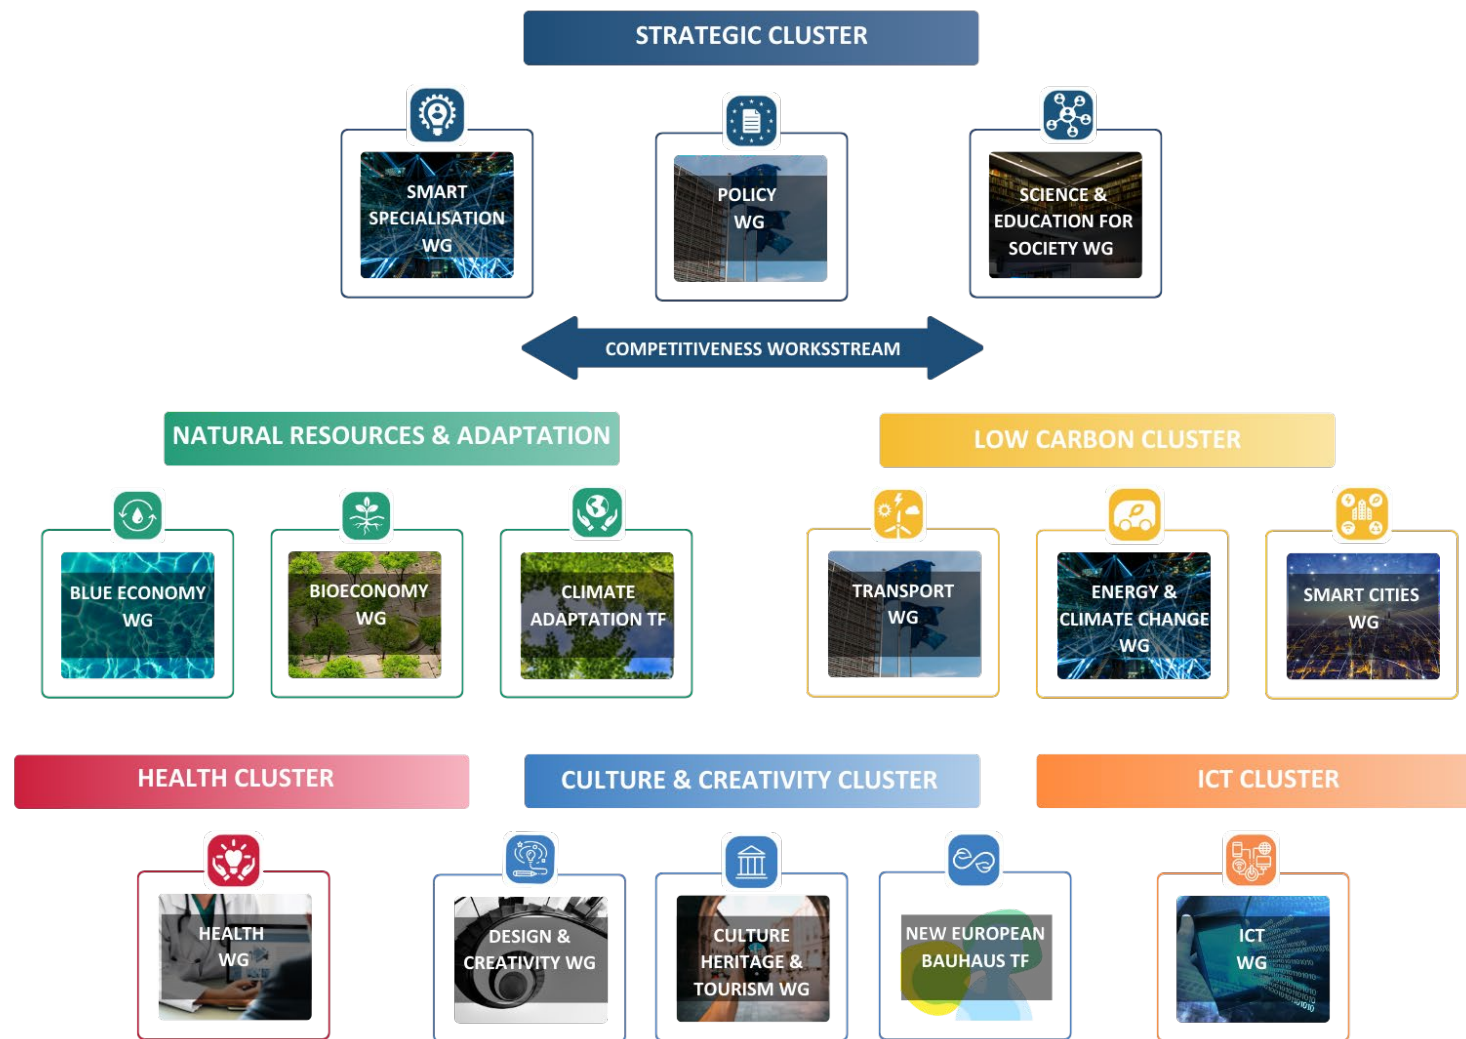 STRATEGIC CLUSTER
SMART
SPECIALISATION
WG
POLICY
WG
SCIENCE &
EDUCATION FOR
SOCIETY WG
COMPETITIVENESS WORKSSTREAM
NATURAL RESOURCES & ADAPTATION
LOW CARBON CLUSTER
BLUE ECONOMY
WG
BIOECONOMY
WG
CLIMATE
ADAPTATION TF
TRANSPORT
WG
ENERGY &
CLIMATE CHANGE
WG
SMART CITIES
WG
HEALTH CLUSTER
CULTURE & CREATIVITY CLUSTER
ICT CLUSTER
HEALTH
WG
DESIGN &
CREATIVITY WG
CULTURE
HERITAGE &
TOURISM WG
NEW EUROPEAN
BAUHAUS TF
ICT
WG